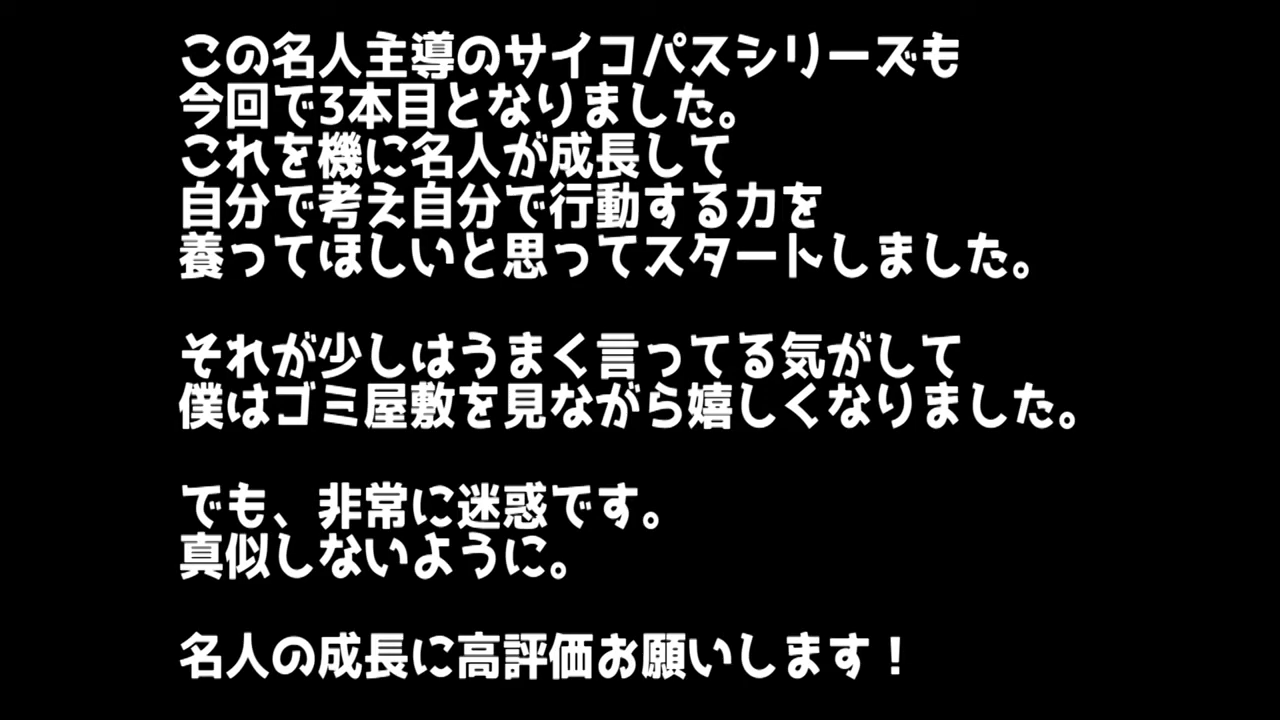 この名人主導のサイコパスシリーズも
今回で3本目となりました。
これを機に名人が成長して
自分で考え自分で行動する力を
養ってほしいと思ってスタートしました。
それが少しはうまく言ってる気がして
僕はゴミ屋敷を見ながら嬉しくなりました。
でも、非常に迷惑です。
真似しないように。
名人の成長に高評価お願いします！